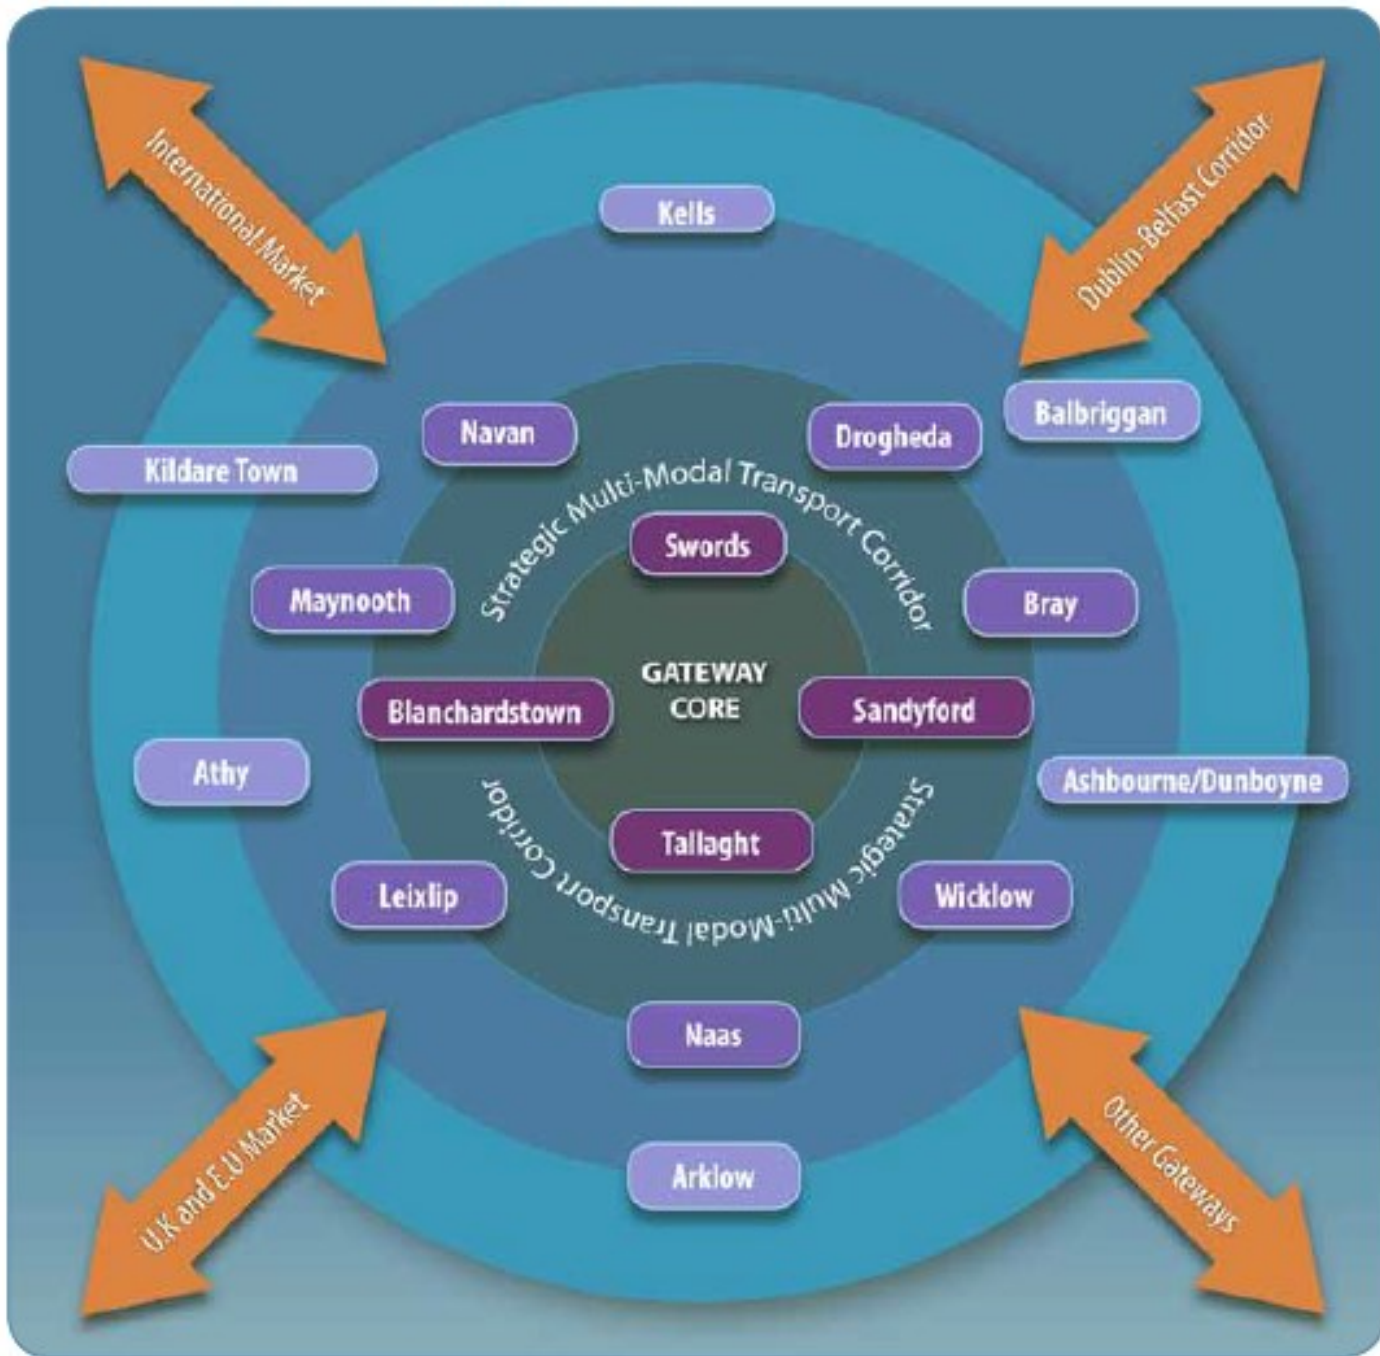 International Market
Dublin-Belfast Corridor
Kells
Balbriggan
Navan
Drogheda
Kildare Town
Strategic Multi-Modal Transport Corridor
Swords
Maynooth
Bray
GATEWAY
CORE
Blanchardstown
Sandyford
Athy
Ashbourne/Dunboyne
Tallaght
Strategic Multi-Modal Transport Corridor
Leixlip
Wicklow
Naas
U.K and E.U Market
Other Gateways
Arklow